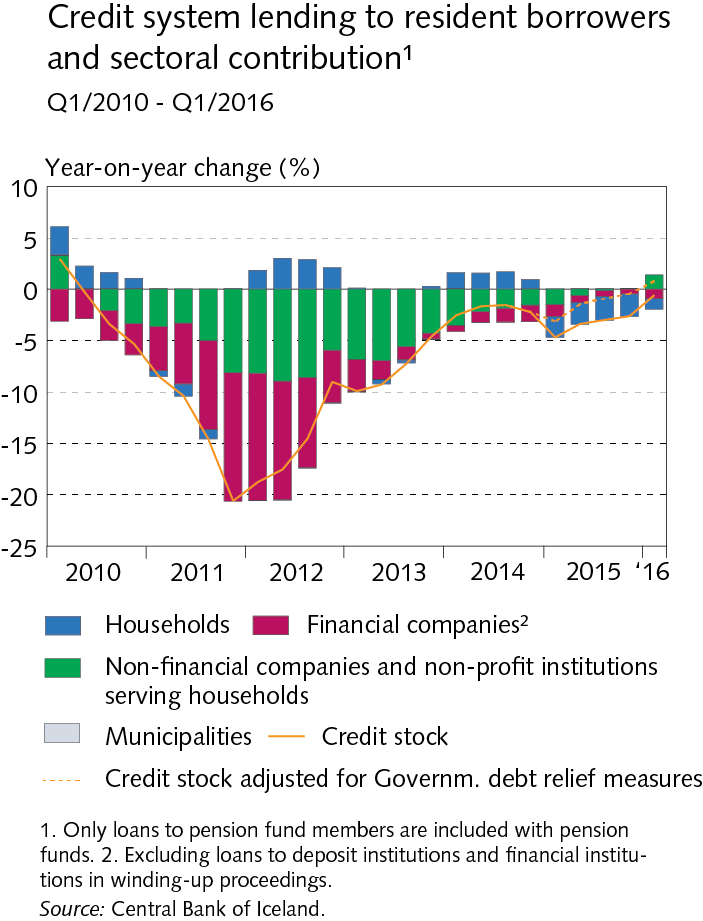 Credit system lending to resident borrowers
and sectoral contribution¹
Q1/2010 - Q1/2016
Year-on-year change (%)
10
5
0
-5
-10
-15
-20
-25
2010 2011 2012 2013 2014 2015 ‘16
Households Financial companies²
Non-financial companies and non-profit institutions
serving households
Municipalities Credit stock
Credit stock adjusted for Governm. debt relief measures
1. Only loans to pension fund members are included with pension
funds. 2. Excluding loans to deposit institutions and financial institu-
tions in winding-up proceedings.
Source: Central Bank of Iceland.